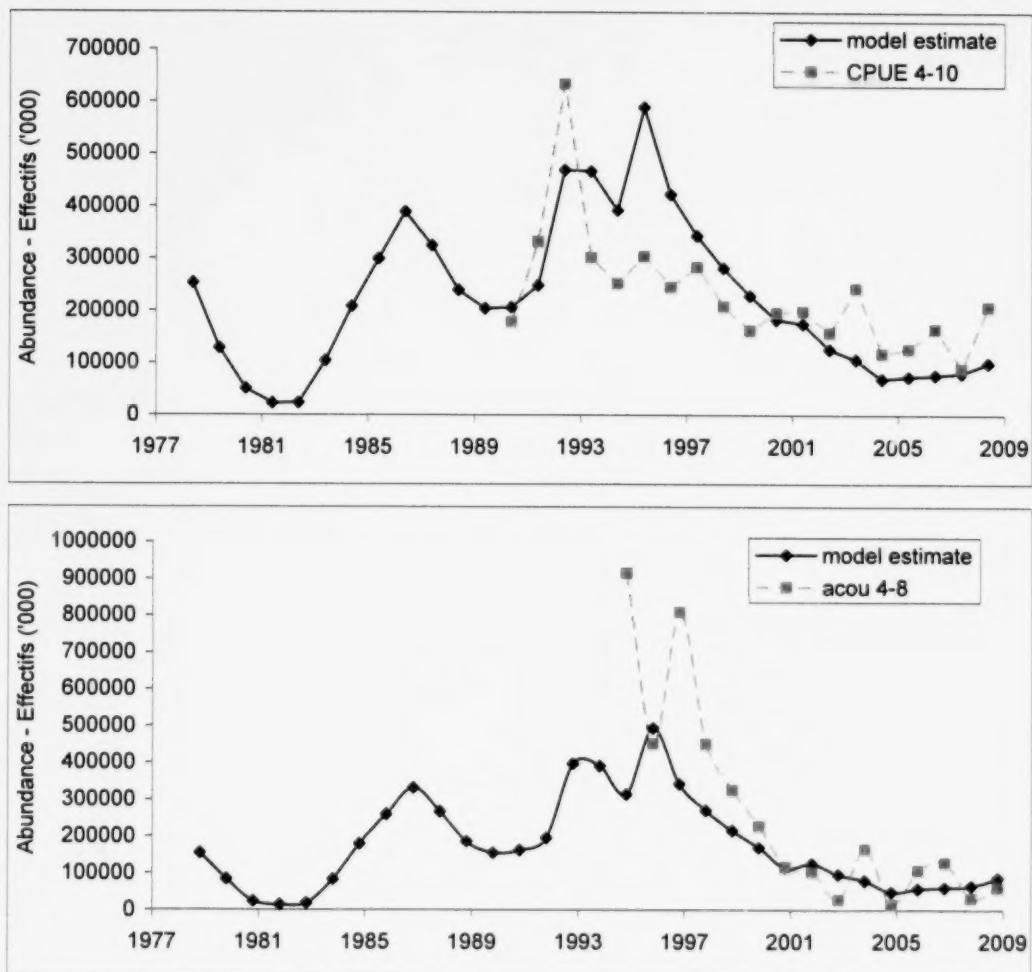 700000
600000
500000
400000
300000
200000
100000
0
Abundance - Effectifs ('000)
model estimate
CPUE 4-10
1977 1981 1985 1989 1993 1997 2001 2005 2009
1000000
900000
800000
700000
600000
500000
400000
300000
200000
100000
0
Abundance - Effectifs ('000)
model estimate
acou 4-8
1977 1981 1985 1989 1993 1997 2001 2005 2009